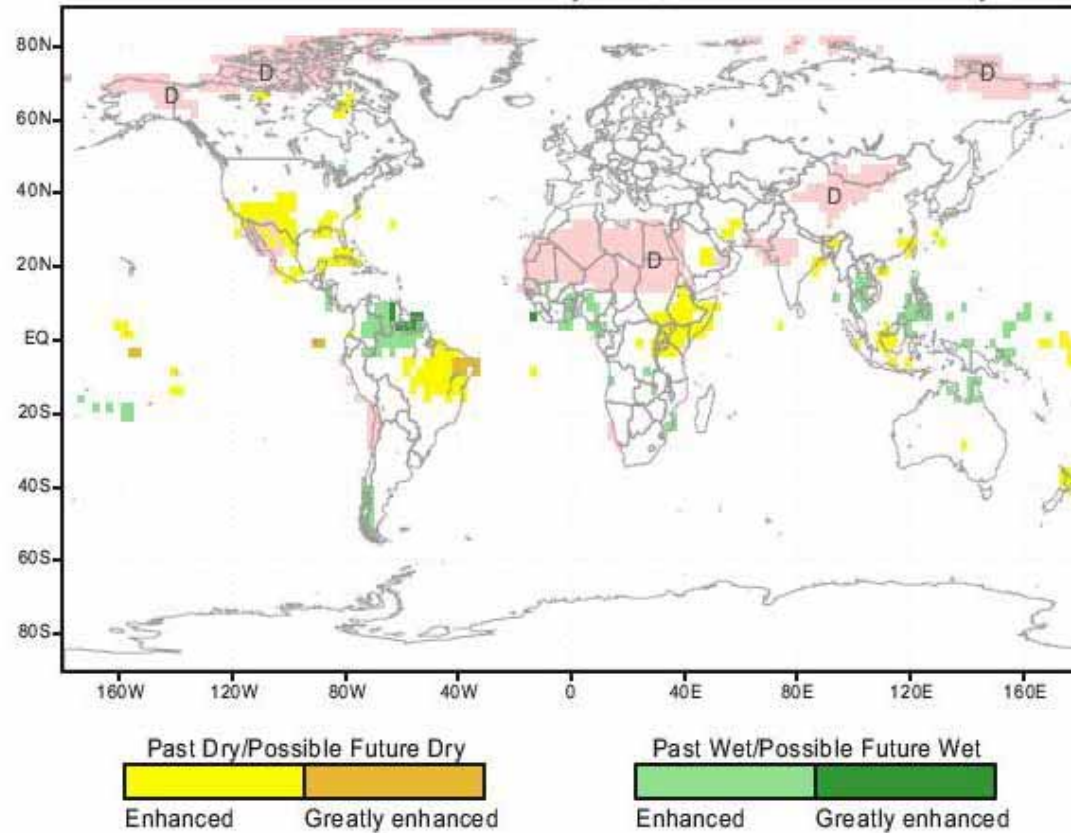 80N
D D D
60N
40N
D
20N
D
EQ
20S
40S
60S
80S
160W 120W 80W 40W 0 40E 80E 120E 160E
Past Dry/Possible Future Dry Past Wet/Possible Future Wet
Enhanced Greatly enhanced Enhanced Greatly enhanced